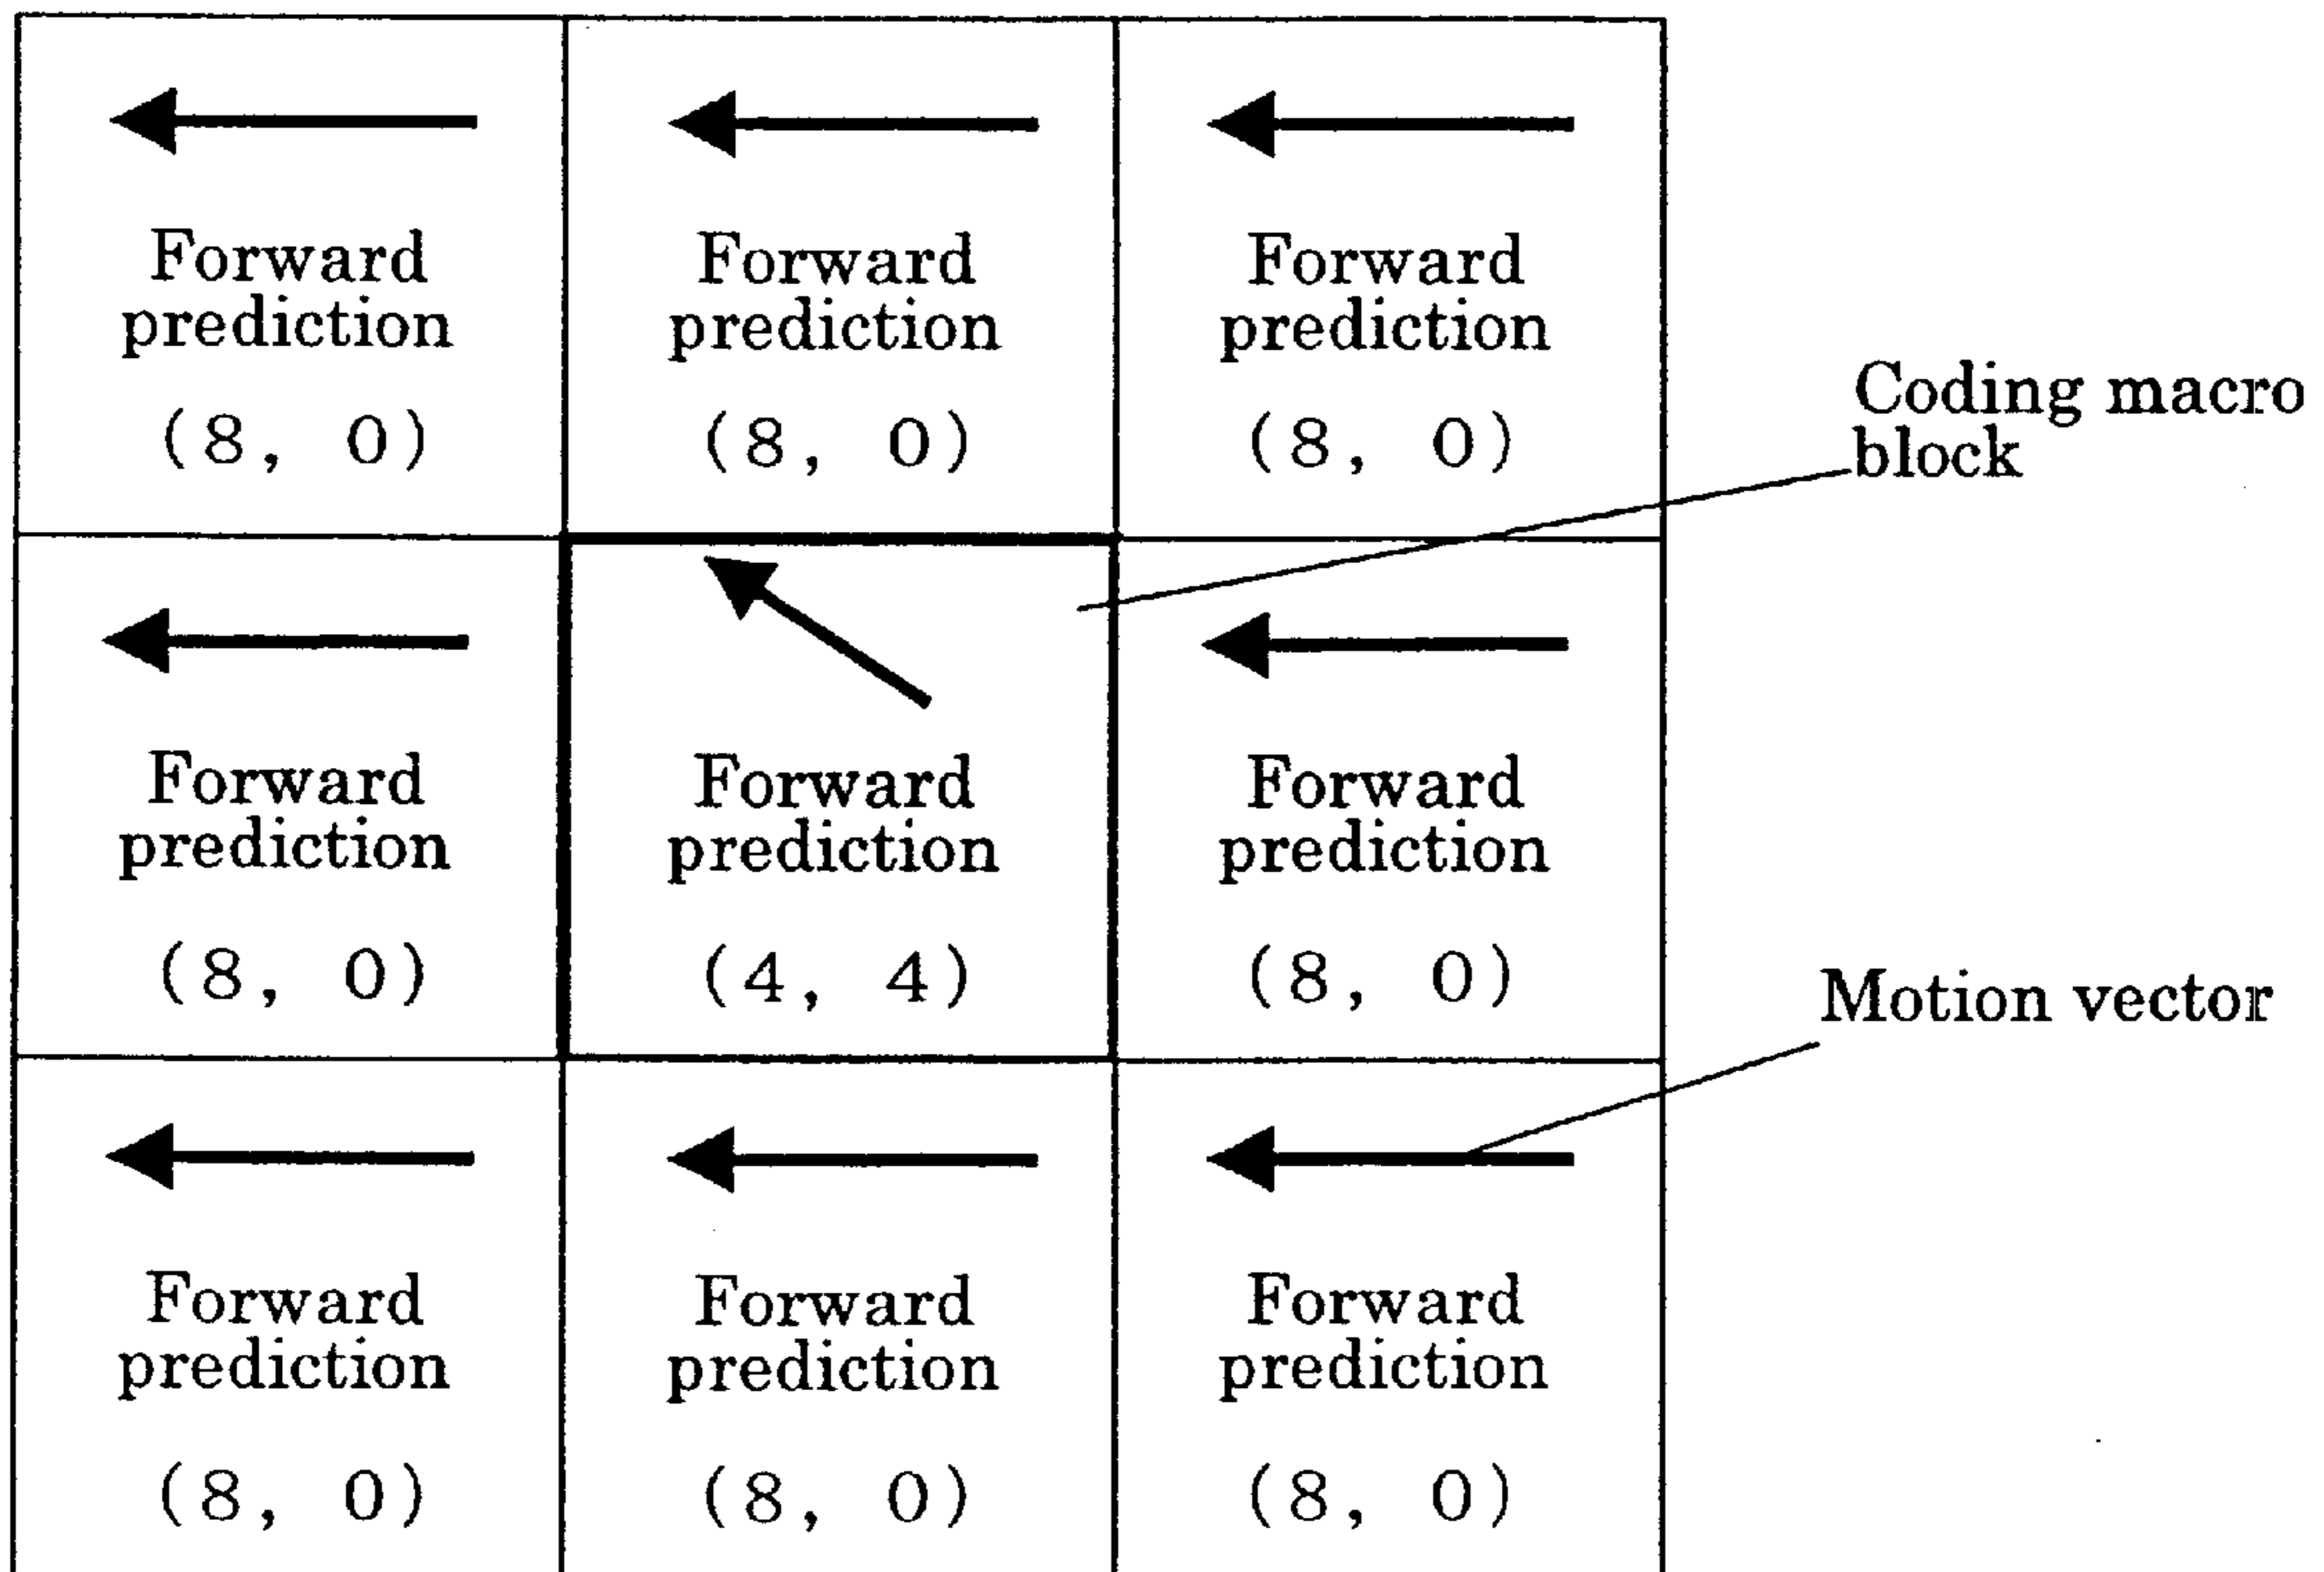 Forward
prediction
(8, 0)
Forward
prediction
(8, 0)
Forward
prediction
(8, 0)
Coding macro
block
Forward
prediction
(8, 0)
Forward
prediction
(4, 4)
Forward
prediction
(8, 0)
Motion vector
Forward
prediction
(8, 0)
Forward
prediction
(8, 0)
Forward
prediction
(8, 0)